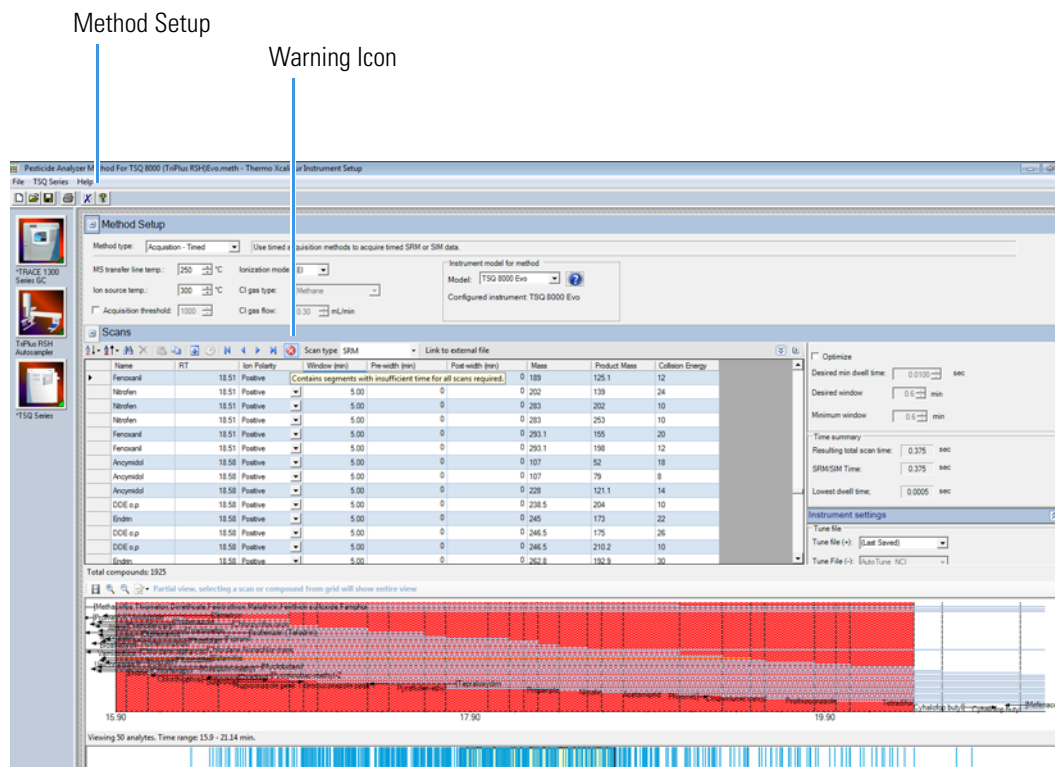 Method Setup
Warning Icon
Pesticide Analyzer Method For TSQ 8000 (TriPlus RSH)Evo.meth - Thermo Xcalibur Instrument Setup
File TSQ Series Help
Method Setup
Method type: Acquisition - Timed Use timed acquisition methods to acquire timed SRM or SIM data.
MS transfer line temp.: 250 °C Ionization mode: EI Instrument model for method
Model: TSQ 8000 Evo
Ion source temp.: 300 °C CI gas type: Methane
Configured instrument: TSQ 8000 Evo
Acquisition threshold: 1000 CI gas flow: 0.30 mL/min
*TRACE 1300
Series GC
TriPlus RSH
Autosampler
*TSQ Series
Scans
Scan type SRM Link to external file
Name RT Ion Polarity Window (min) Pre-width (min) Post-width (min) Mass Product Mass Collision Energy
Fenoxanil 18.51 Positive Contains segments with insufficient time for all scans required. 0 189 125.1 12
Nitrofen 18.51 Positive 5.00 0 0 202 139 24
Nitrofen 18.51 Positive 5.00 0 0 283 202 10
Nitrofen 18.51 Positive 5.00 0 0 283 253 10
Fenoxanil 18.51 Positive 5.00 0 0 293.1 155 20
Fenoxanil 18.51 Positive 5.00 0 0 293.1 198 12
Ancymidol 18.58 Positive 5.00 0 0 107 52 18
Ancymidol 18.58 Positive 5.00 0 0 107 79 8
Ancymidol 18.58 Positive 5.00 0 0 228 121.1 14
DDE o,p 18.58 Positive 5.00 0 0 238.5 204 10
Endrin 18.58 Positive 5.00 0 0 245 173 22
DDE o,p 18.58 Positive 5.00 0 0 246.5 175 26
DDE o,p 18.58 Positive 5.00 0 0 246.5 210.2 10
Endrin 18.58 Positive 5.00 0 0 262.8 192.9 30
Optimize
Desired min dwell time: 0.0100 sec
Desired window 0.6 min
Minimum window 0.6 min
Time summary
Resulting total scan time: 0.375 sec
SRM/SIM Time: 0.375 sec
Lowest dwell time: 0.0005 sec
Instrument settings
Tune file
Tune file (+): (Last Saved)
Tune File (-): AutoTune_NCI
Total compounds: 1925
Partial view, selecting a scan or compound from grid will show entire view
15.90 17.90 19.90
Viewing 50 analytes. Time range: 15.9 - 21.14 min.